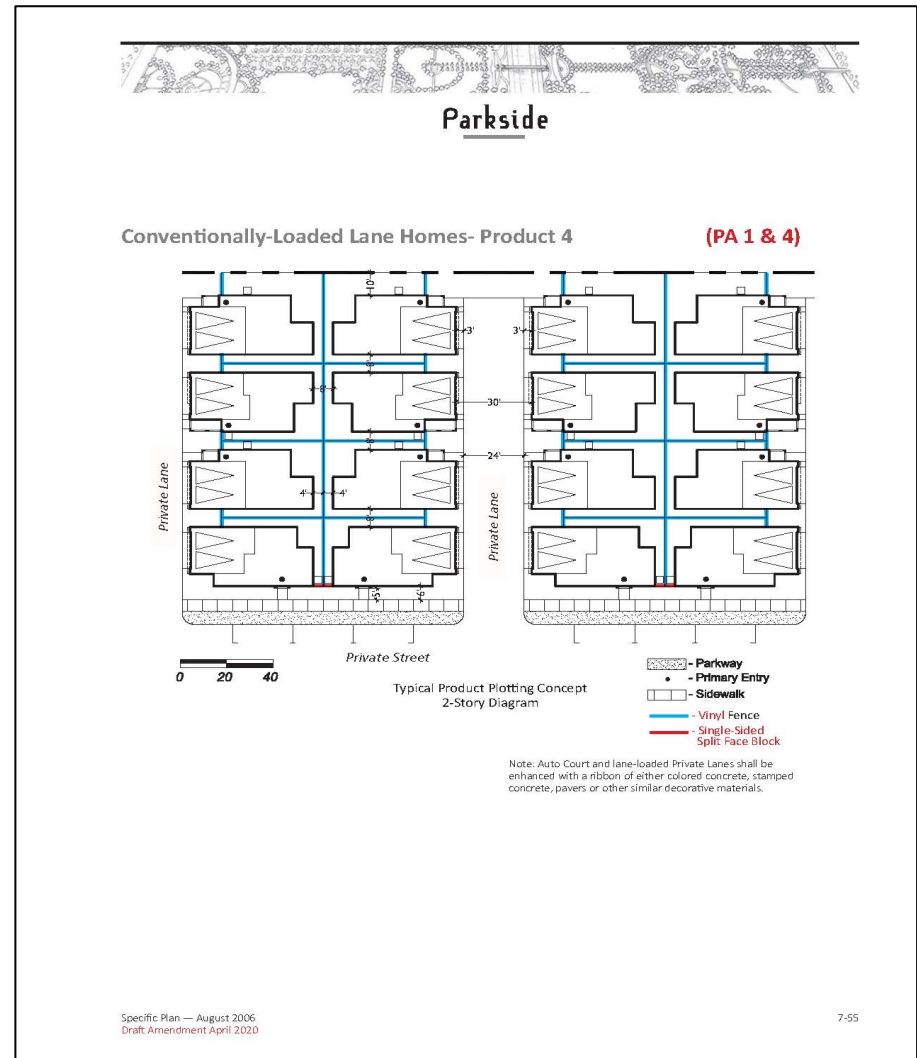 Parkside
Conventionally-Loaded Lane Homes- Product 4 (PA 1 & 4)
10'
3' 3'
8'
8'
30'
8'
24'
4' 4'
8'
Private Lane
Private Lane
5' 6'
Private Street
0 20 40
Typical Product Plotting Concept
2-Story Diagram
- Parkway
- Primary Entry
- Sidewalk
- Vinyl Fence
- Single-Sided
Split Face Block
Note: Auto Court and lane-loaded Private Lanes shall be
enhanced with a ribbon of either colored concrete, stamped
concrete, pavers or other similar decorative materials.
Specific Plan — August 2006 7-55
Draft Amendment April 2020